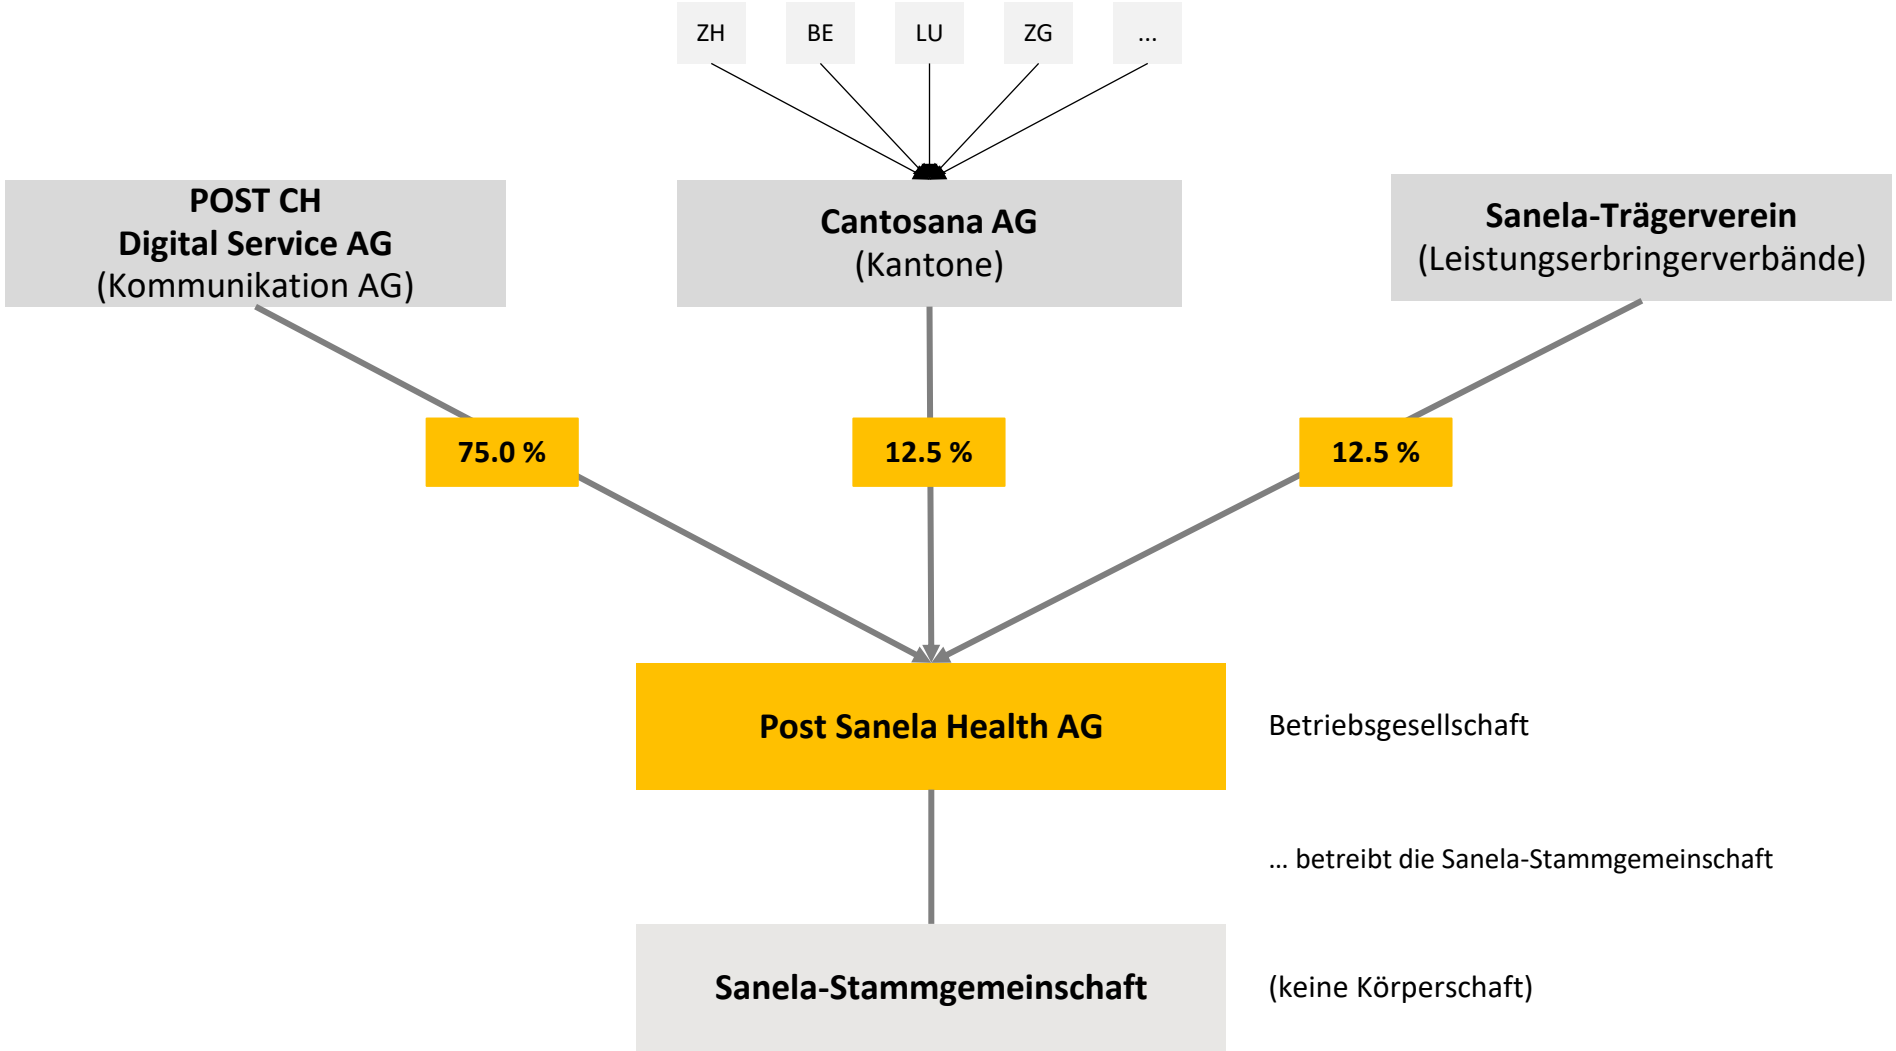 ZH
BE
LU
ZG
...
POST CH
Digital Service AG
(Kommunikation AG)
Cantosana AG
(Kantone)
Sanela-Trägerverein
(Leistungserbringerverbände)
75.0 %
12.5 %
12.5 %
Post Sanela Health AG
Betriebsgesellschaft
... betreibt die Sanela-Stammgemeinschaft
Sanela-Stammgemeinschaft
(keine Körperschaft)